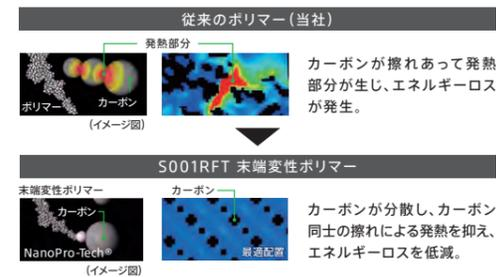 従来のポリマー(当社)
発熱部分
ポリマー
カーボン
(イメージ図)
カーボンが擦れあって発熱
部分が生じ、エネルギーロス
が発生。
S001RFT 末端変性ポリマー
末端変性ポリマー
カーボン
カーボン
NanoPro-Tech®
最適配置
(イメージ図)
カーボンが分散し、カーボン
同士の擦れによる発熱を抑え、
エネルギーロスを低減。